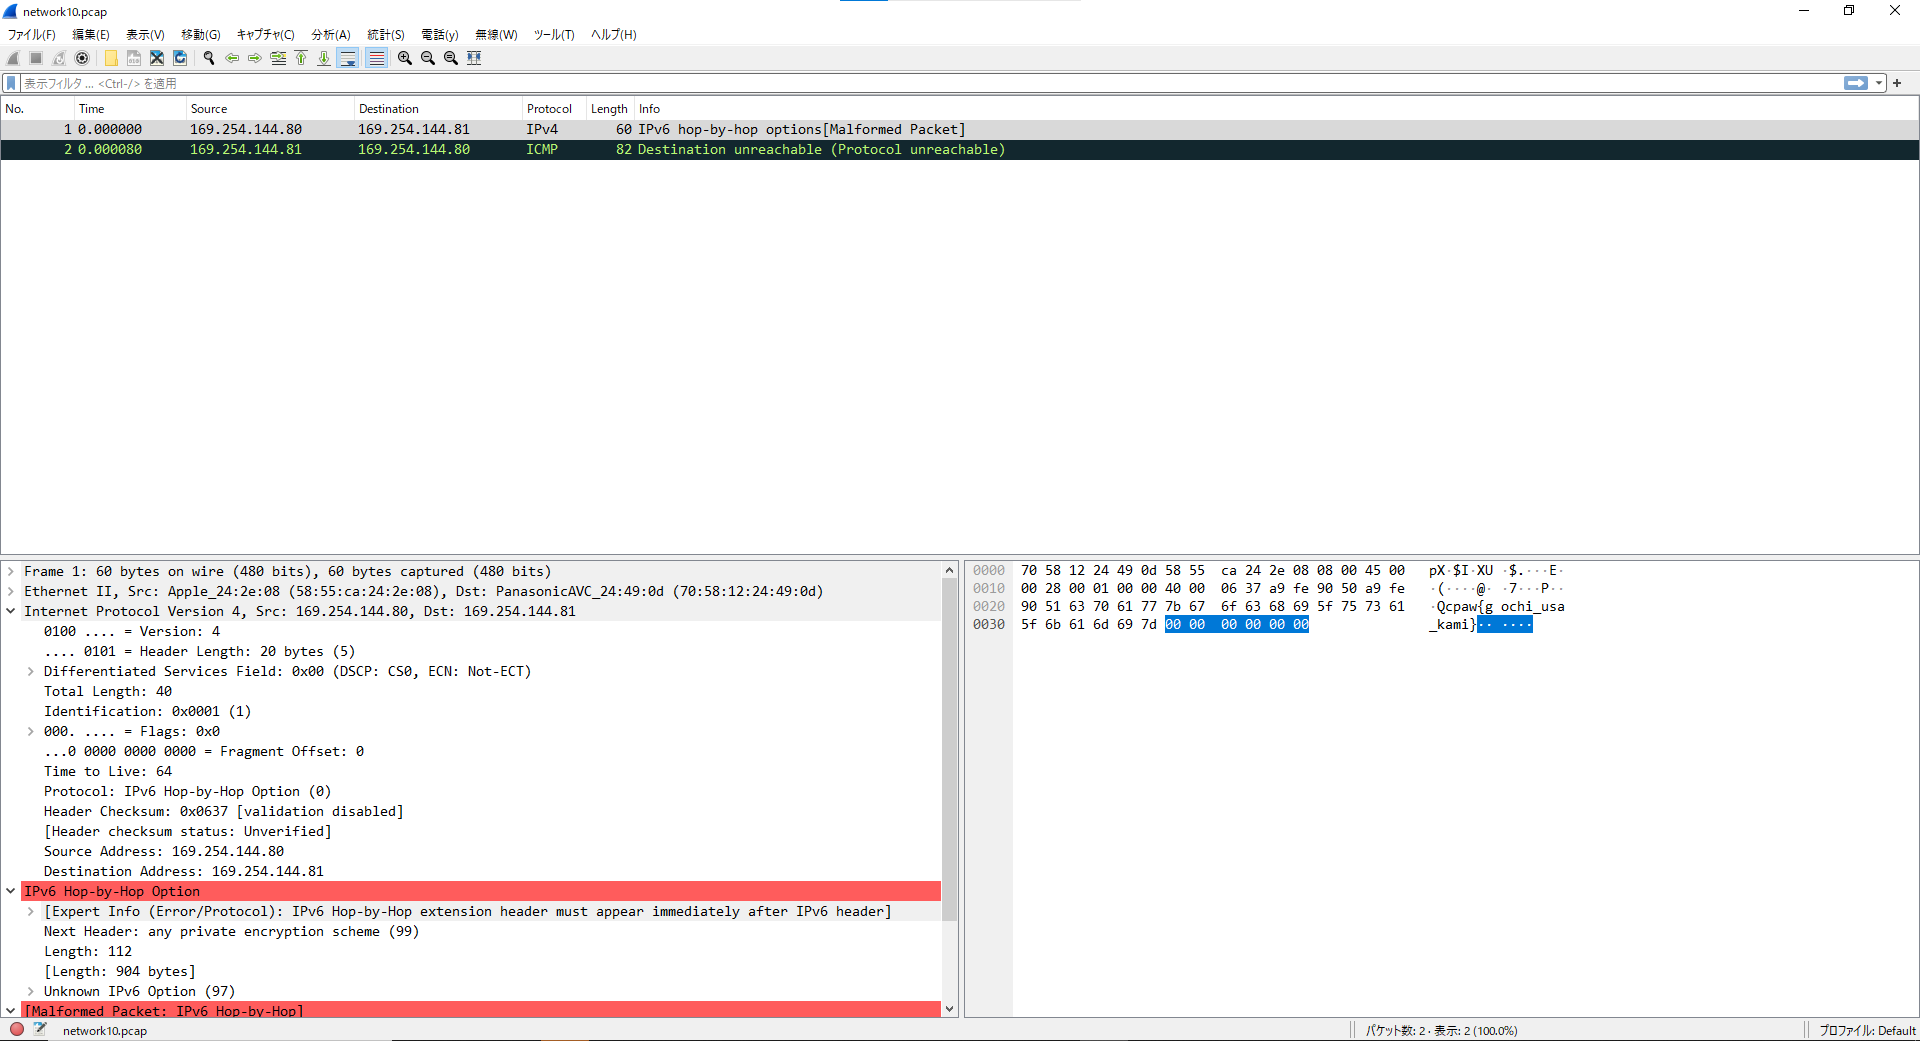 network10.pcap
ファイル(F) 編集(E) 表示(V) 移動(G) キャプチャ(C) 分析(A) 統計(S) 電話(y) 無線(W) ツール(T) ヘルプ(H)
表示フィルタ ... <Ctrl-/> を適用
No. Time Source Destination Protocol Length Info
1 0.000000 169.254.144.80 169.254.144.81 IPv4 60 IPv6 hop-by-hop options[Malformed Packet]
2 0.000080 169.254.144.81 169.254.144.80 ICMP 82 Destination unreachable (Protocol unreachable)
Frame 1: 60 bytes on wire (480 bits), 60 bytes captured (480 bits)
Ethernet II, Src: Apple_24:2e:08 (58:55:ca:24:2e:08), Dst: PanasonicAVC_24:49:0d (70:58:12:24:49:0d)
Internet Protocol Version 4, Src: 169.254.144.80, Dst: 169.254.144.81
0100 .... = Version: 4
.... 0101 = Header Length: 20 bytes (5)
Differentiated Services Field: 0x00 (DSCP: CS0, ECN: Not-ECT)
Total Length: 40
Identification: 0x0001 (1)
000. .... = Flags: 0x0
...0 0000 0000 0000 = Fragment Offset: 0
Time to Live: 64
Protocol: IPv6 Hop-by-Hop Option (0)
Header Checksum: 0x0637 [validation disabled]
[Header checksum status: Unverified]
Source Address: 169.254.144.80
Destination Address: 169.254.144.81
IPv6 Hop-by-Hop Option
[Expert Info (Error/Protocol): IPv6 Hop-by-Hop extension header must appear immediately after IPv6 header]
Next Header: any private encryption scheme (99)
Length: 112
[Length: 904 bytes]
Unknown IPv6 Option (97)
[Malformed Packet: IPv6 Hop-by-Hop]
0000 70 58 12 24 49 0d 58 55 ca 24 2e 08 08 00 45 00 pX·$I·XU ·$.···E·
0010 00 28 00 01 00 00 40 00 06 37 a9 fe 90 50 a9 fe ·(····@· ·7···P··
0020 90 51 63 70 61 77 7b 67 6f 63 68 69 5f 75 73 61 ·Qcpaw{g ochi_usa
0030 5f 6b 61 6d 69 7d 00 00 00 00 00 00 _kami}·· ····
network10.pcap
パケット数: 2 · 表示: 2 (100.0%)
プロファイル: Default